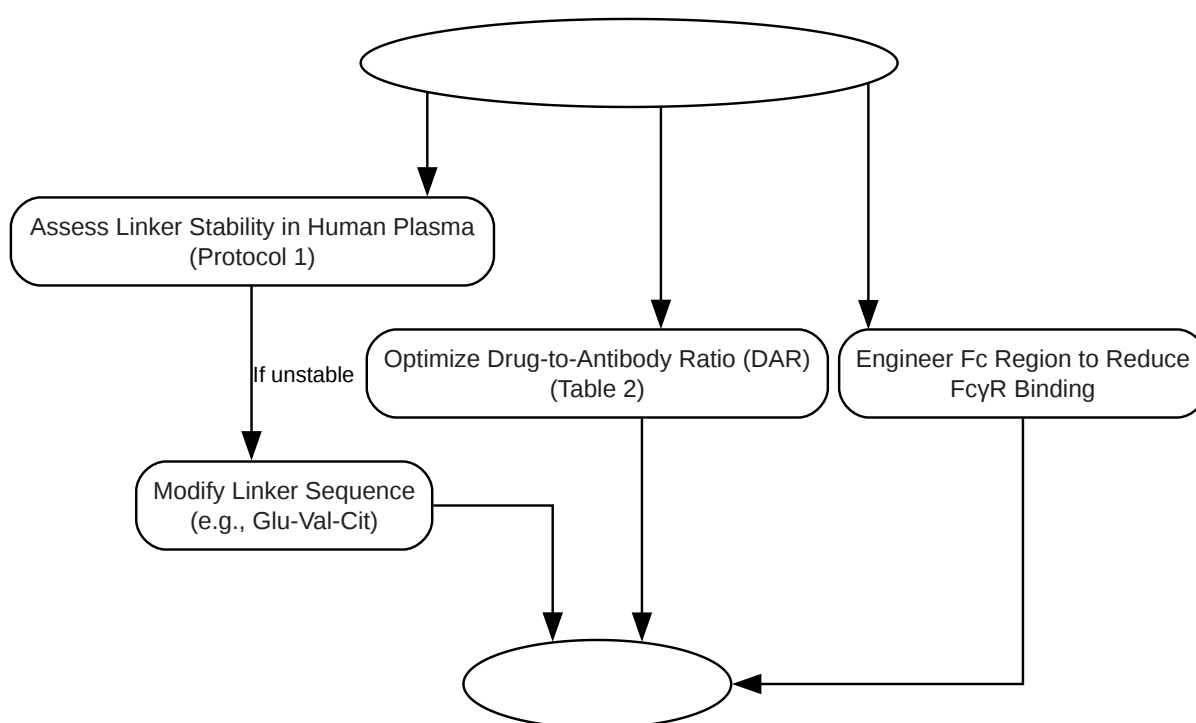 Assess Linker Stability in Human Plasma
(Protocol 1)
Optimize Drug-to-Antibody Ratio (DAR)
(Table 2)
Engineer Fc Region to Reduce
FcγR Binding
If unstable
Modify Linker Sequence
(e.g., Glu-Val-Cit)